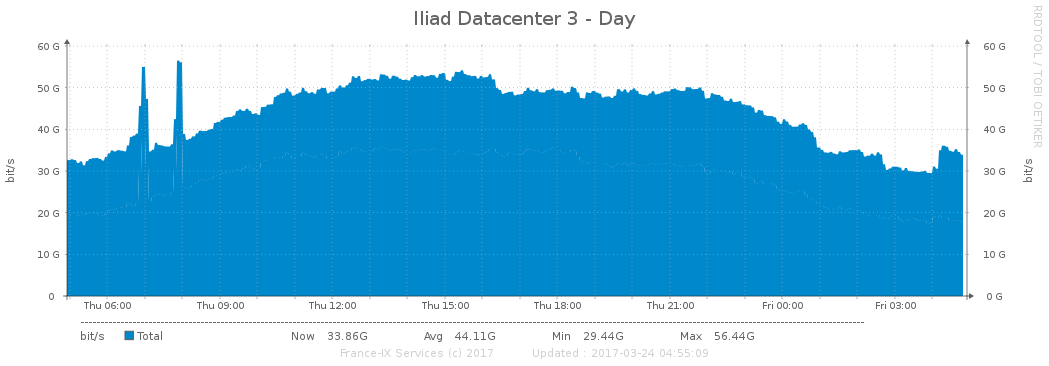 Iliad Datacenter 3 - Day
RRDTOOL / TOBI OETIKER
60 G 60 G
50 G 50 G
40 G 40 G
30 G 30 G
20 G 20 G
10 G 10 G
0 0 G
bit/s bit/s
Thu 06:00 Thu 09:00 Thu 12:00 Thu 15:00 Thu 18:00 Thu 21:00 Fri 00:00 Fri 03:00
bit/s Total Now 33.86G Avg 44.11G Min 29.44G Max 56.44G
France-IX Services (c) 2017 Updated : 2017-03-24 04:55:09